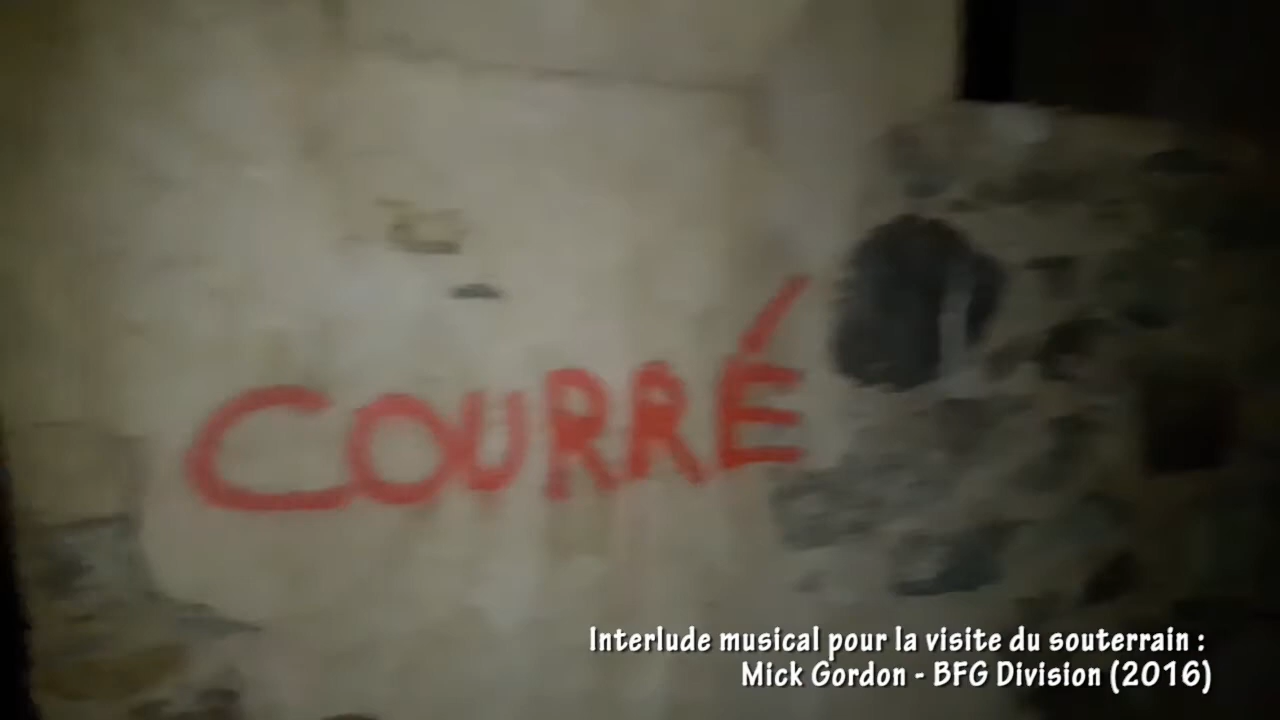 COURRÉ
Interlude musical pour la visite du souterrain :
Mick Gordon - BFG Division (2016)